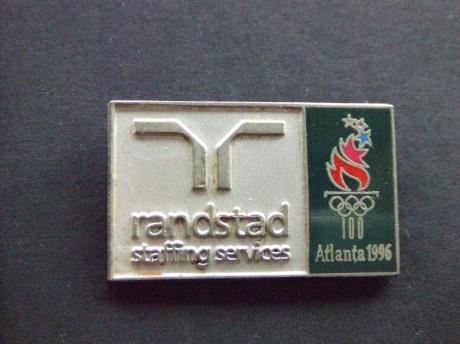 randstad
staffing services
100
Atlanta 1996